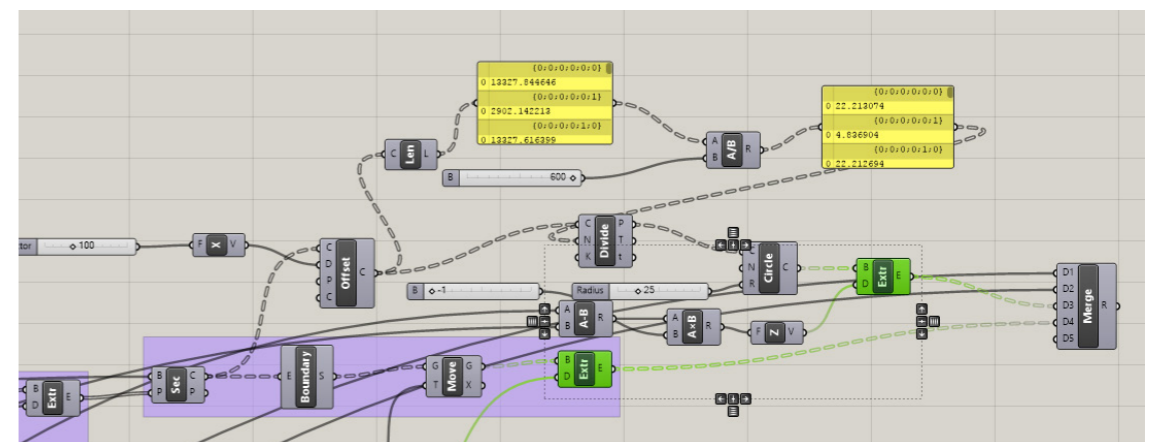 {0;0;0;0;0;0}
0 13327.844646
{0;0;0;0;0;1}
0 2902.142213
{0;0;0;0;1;0}
0 13327.616399
{0;0;0;0;0;0}
0 22.213074
{0;0;0;0;0;1}
0 4.836904
{0;0;0;0;1;0}
0 22.212694
C Len L
A B A/B R
B 600
tor 100
F X V
C D P C Offset C
C N K Divide P T t
C N R Circle C
B -1
Radius 25
B D Extr E
A B A-B R
A B A×B R
F Z V
D1 D2 D3 D4 D5 Merge R
B D Extr E
C P Sec C P
E Boundary S
G T Move G X
B D Extr E